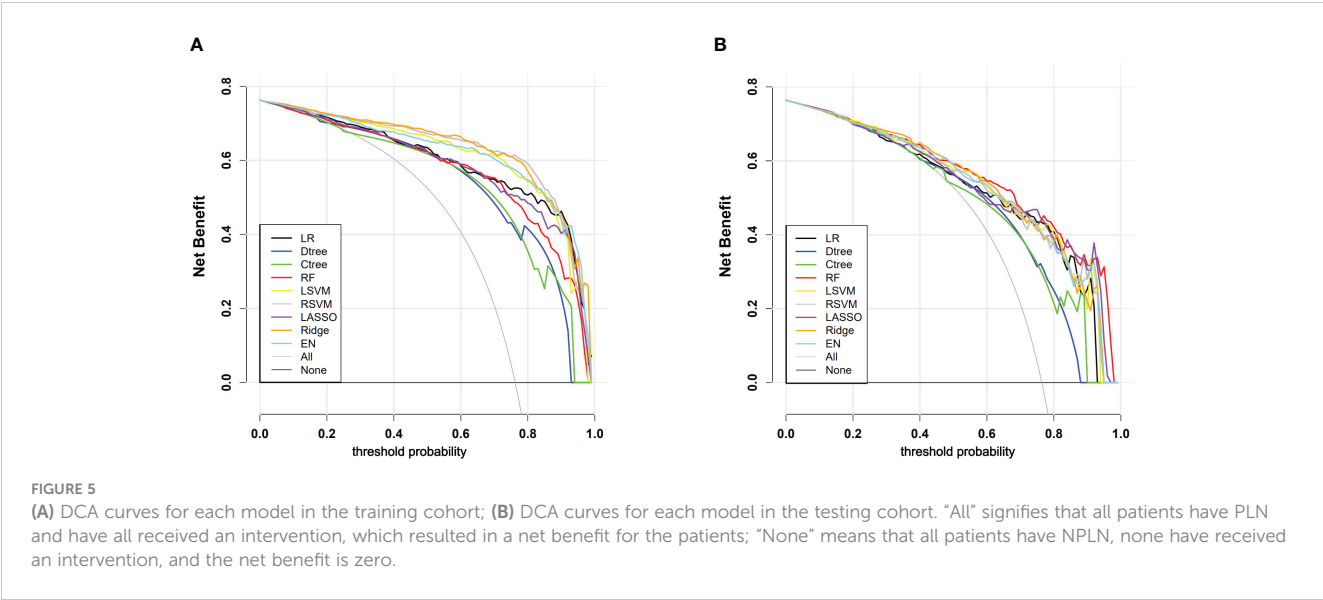 A
Net Benefit
0.8
0.6
0.4
0.2
0.0
LR
Dtree
Ctree
RF
LSVM
RSVM
LASSO
Ridge
EN
All
None
0.0 0.2 0.4 0.6 0.8 1.0
threshold probability
B
Net Benefit
0.8
0.6
0.4
0.2
0.0
LR
Dtree
Ctree
RF
LSVM
RSVM
LASSO
Ridge
EN
All
None
0.0 0.2 0.4 0.6 0.8 1.0
threshold probability
FIGURE 5
(A) DCA curves for each model in the training cohort; (B) DCA curves for each model in the testing cohort. “All” signifies that all patients have PLN
and have all received an intervention, which resulted in a net benefit for the patients; “None” means that all patients have NPLN, none have received
an intervention, and the net benefit is zero.